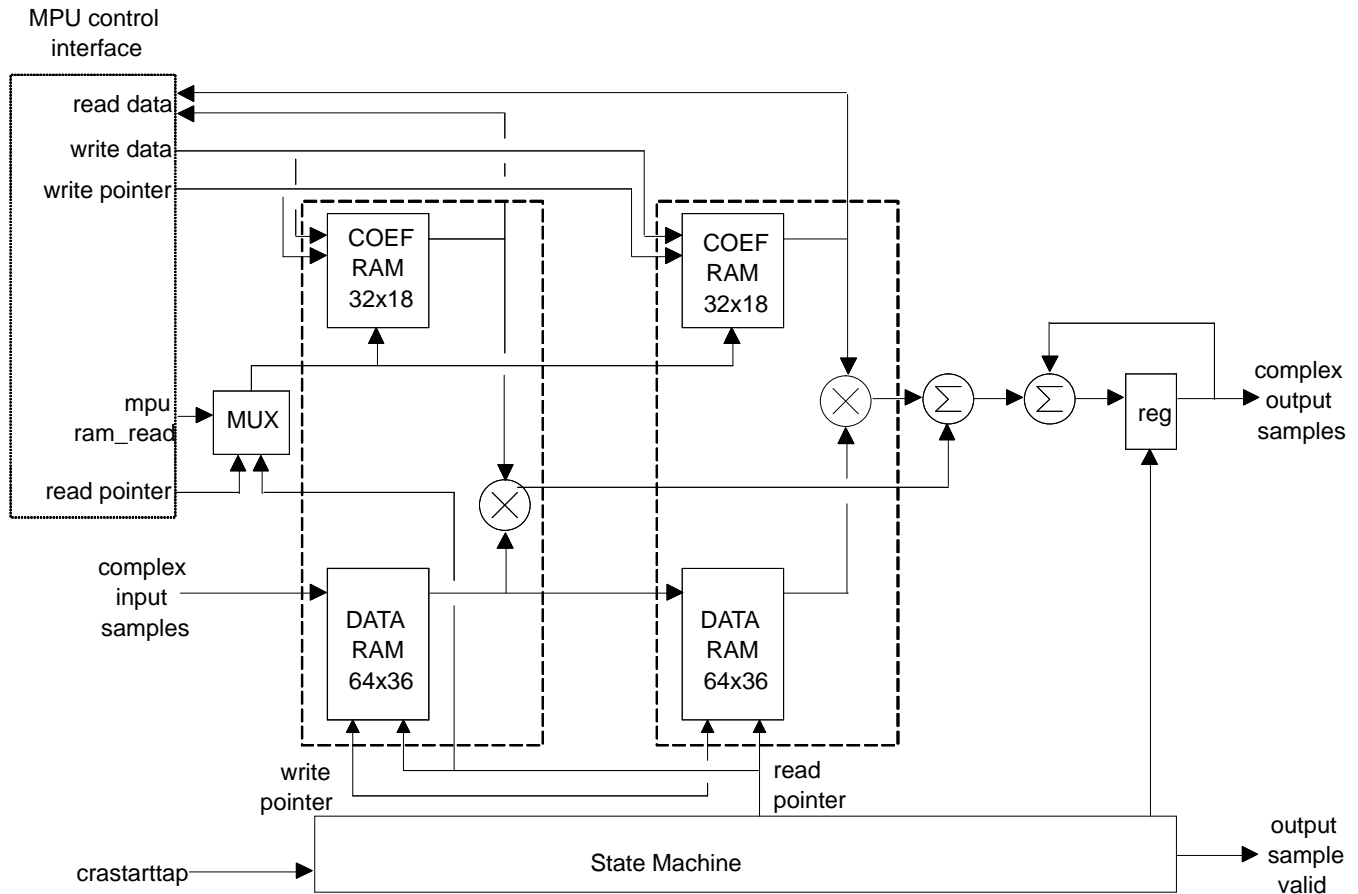 MPU control
interface
read data
write data
write pointer
COEF
RAM
32x18
COEF
RAM
32x18
mpu
ram_read
MUX
read pointer
Σ
Σ
reg
complex
output
samples
complex
input
samples
DATA
RAM
64x36
DATA
RAM
64x36
write
pointer
read
pointer
crastarttap
State Machine
output
sample
valid